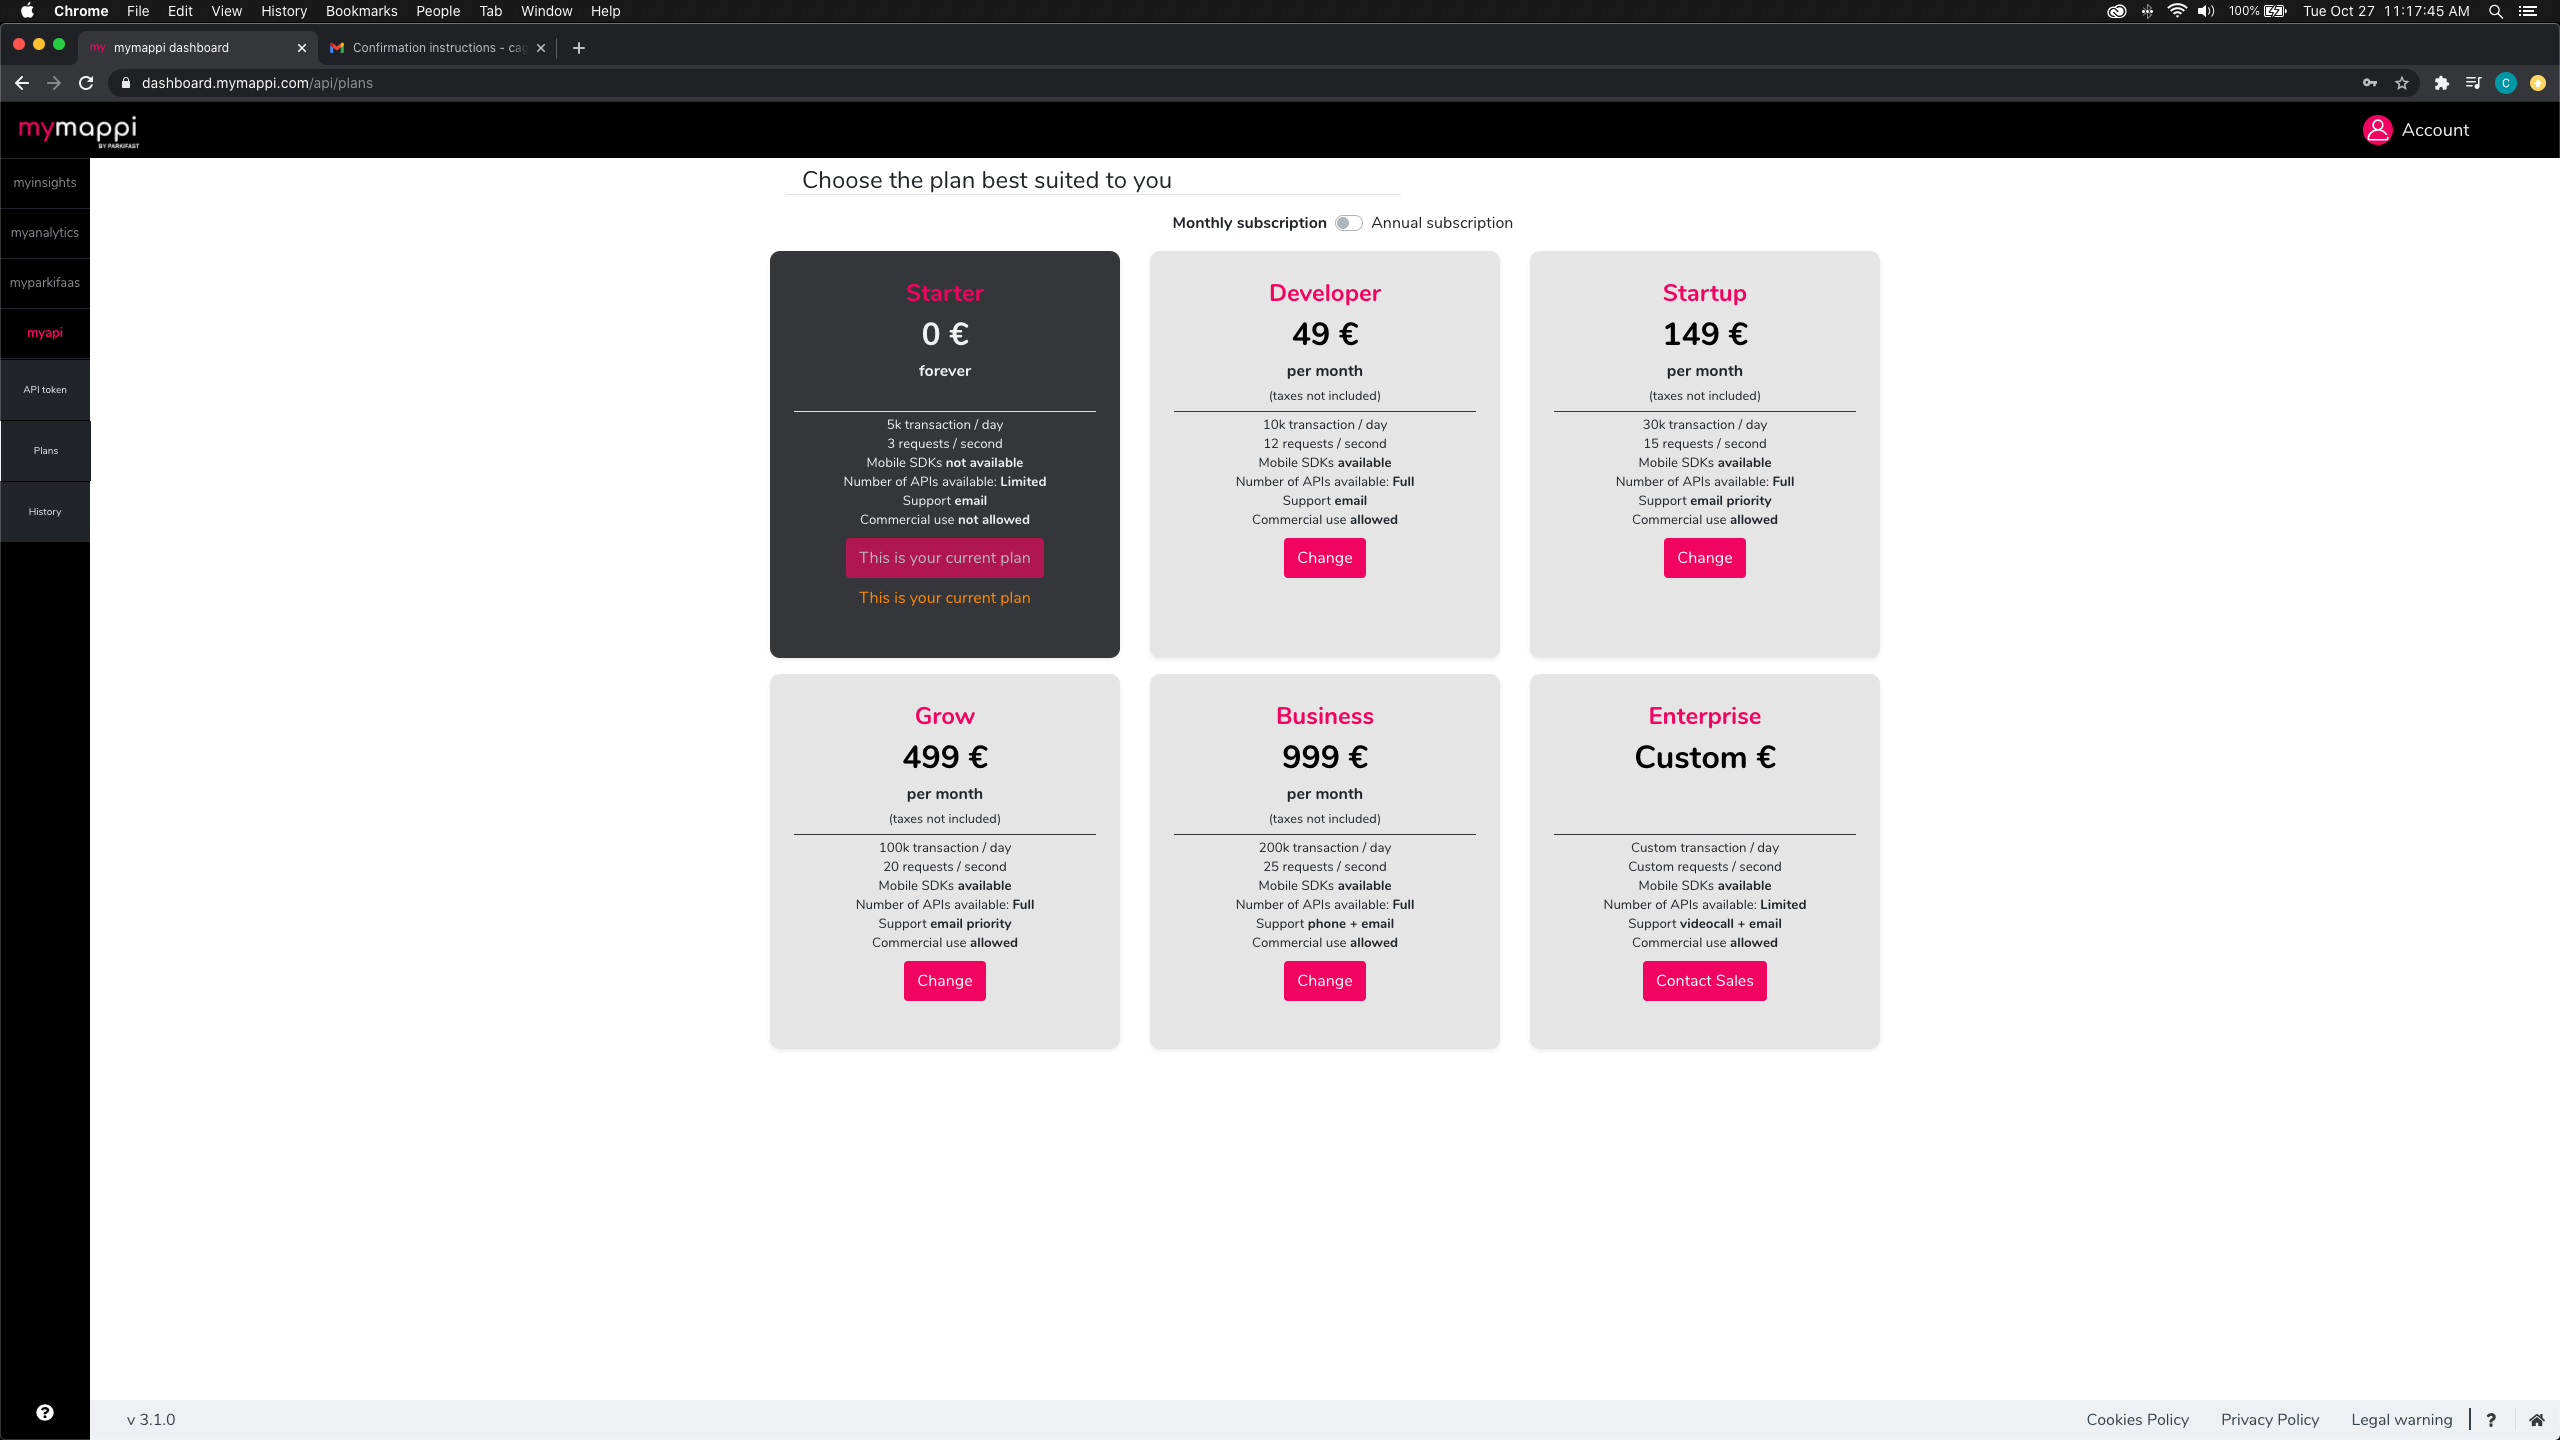 Chrome File Edit View History Bookmarks People Tab Window Help 100% Tue Oct 27 11:17:45 AM
my mymappi dashboard Confirmation instructions - cag
dashboard.mymappi.com/api/plans C
mymappi
BY PARKIFAST
Account
myinsights
myanalytics
myparkifaas
myapi
API token
Plans
History
Choose the plan best suited to you
Monthly subscription Annual subscription
Starter
0 €
forever
5k transaction / day
3 requests / second
Mobile SDKs not available
Number of APIs available: Limited
Support email
Commercial use not allowed
This is your current plan
This is your current plan
Developer
49 €
per month
(taxes not included)
10k transaction / day
12 requests / second
Mobile SDKs available
Number of APIs available: Full
Support email
Commercial use allowed
Change
Startup
149 €
per month
(taxes not included)
30k transaction / day
15 requests / second
Mobile SDKs available
Number of APIs available: Full
Support email priority
Commercial use allowed
Change
Grow
499 €
per month
(taxes not included)
100k transaction / day
20 requests / second
Mobile SDKs available
Number of APIs available: Full
Support email priority
Commercial use allowed
Change
Business
999 €
per month
(taxes not included)
200k transaction / day
25 requests / second
Mobile SDKs available
Number of APIs available: Full
Support phone + email
Commercial use allowed
Change
Enterprise
Custom €
Custom transaction / day
Custom requests / second
Mobile SDKs available
Number of APIs available: Limited
Support videocall + email
Commercial use allowed
Contact Sales
v 3.1.0
Cookies Policy Privacy Policy Legal warning ?